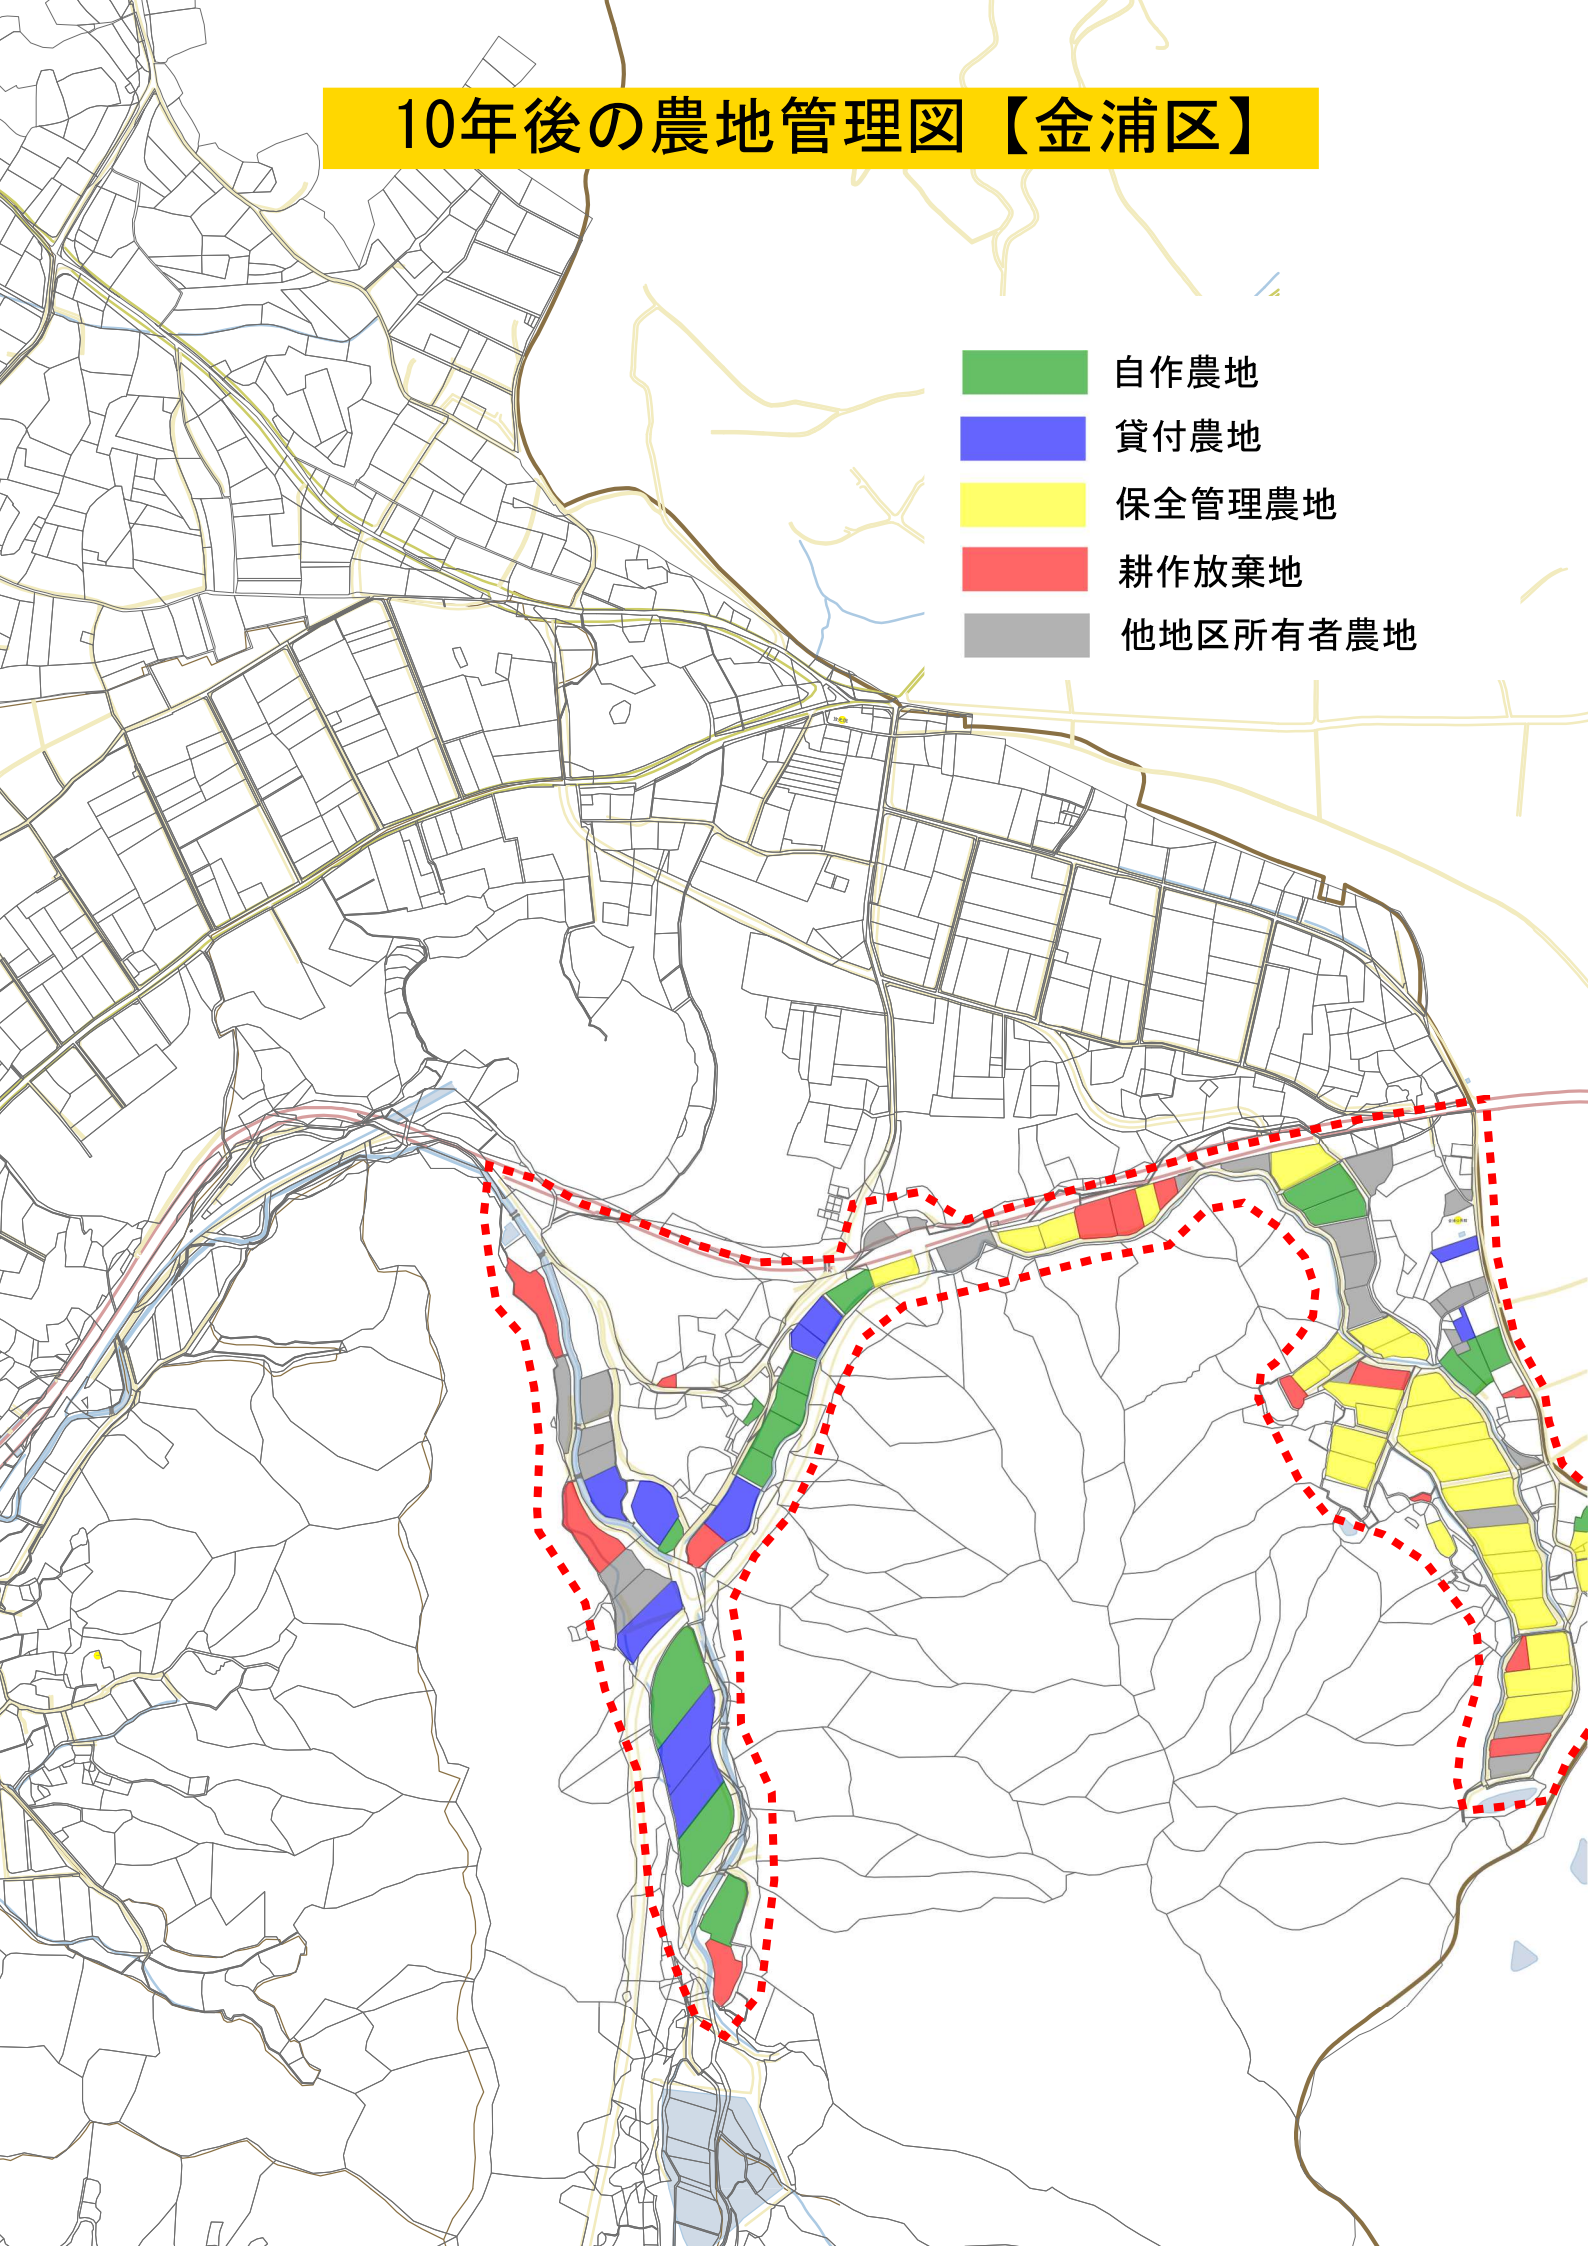 10年後の農地管理図【金浦区】
自作農地
貸付農地
保全管理農地
耕作放棄地
他地区所有者農地